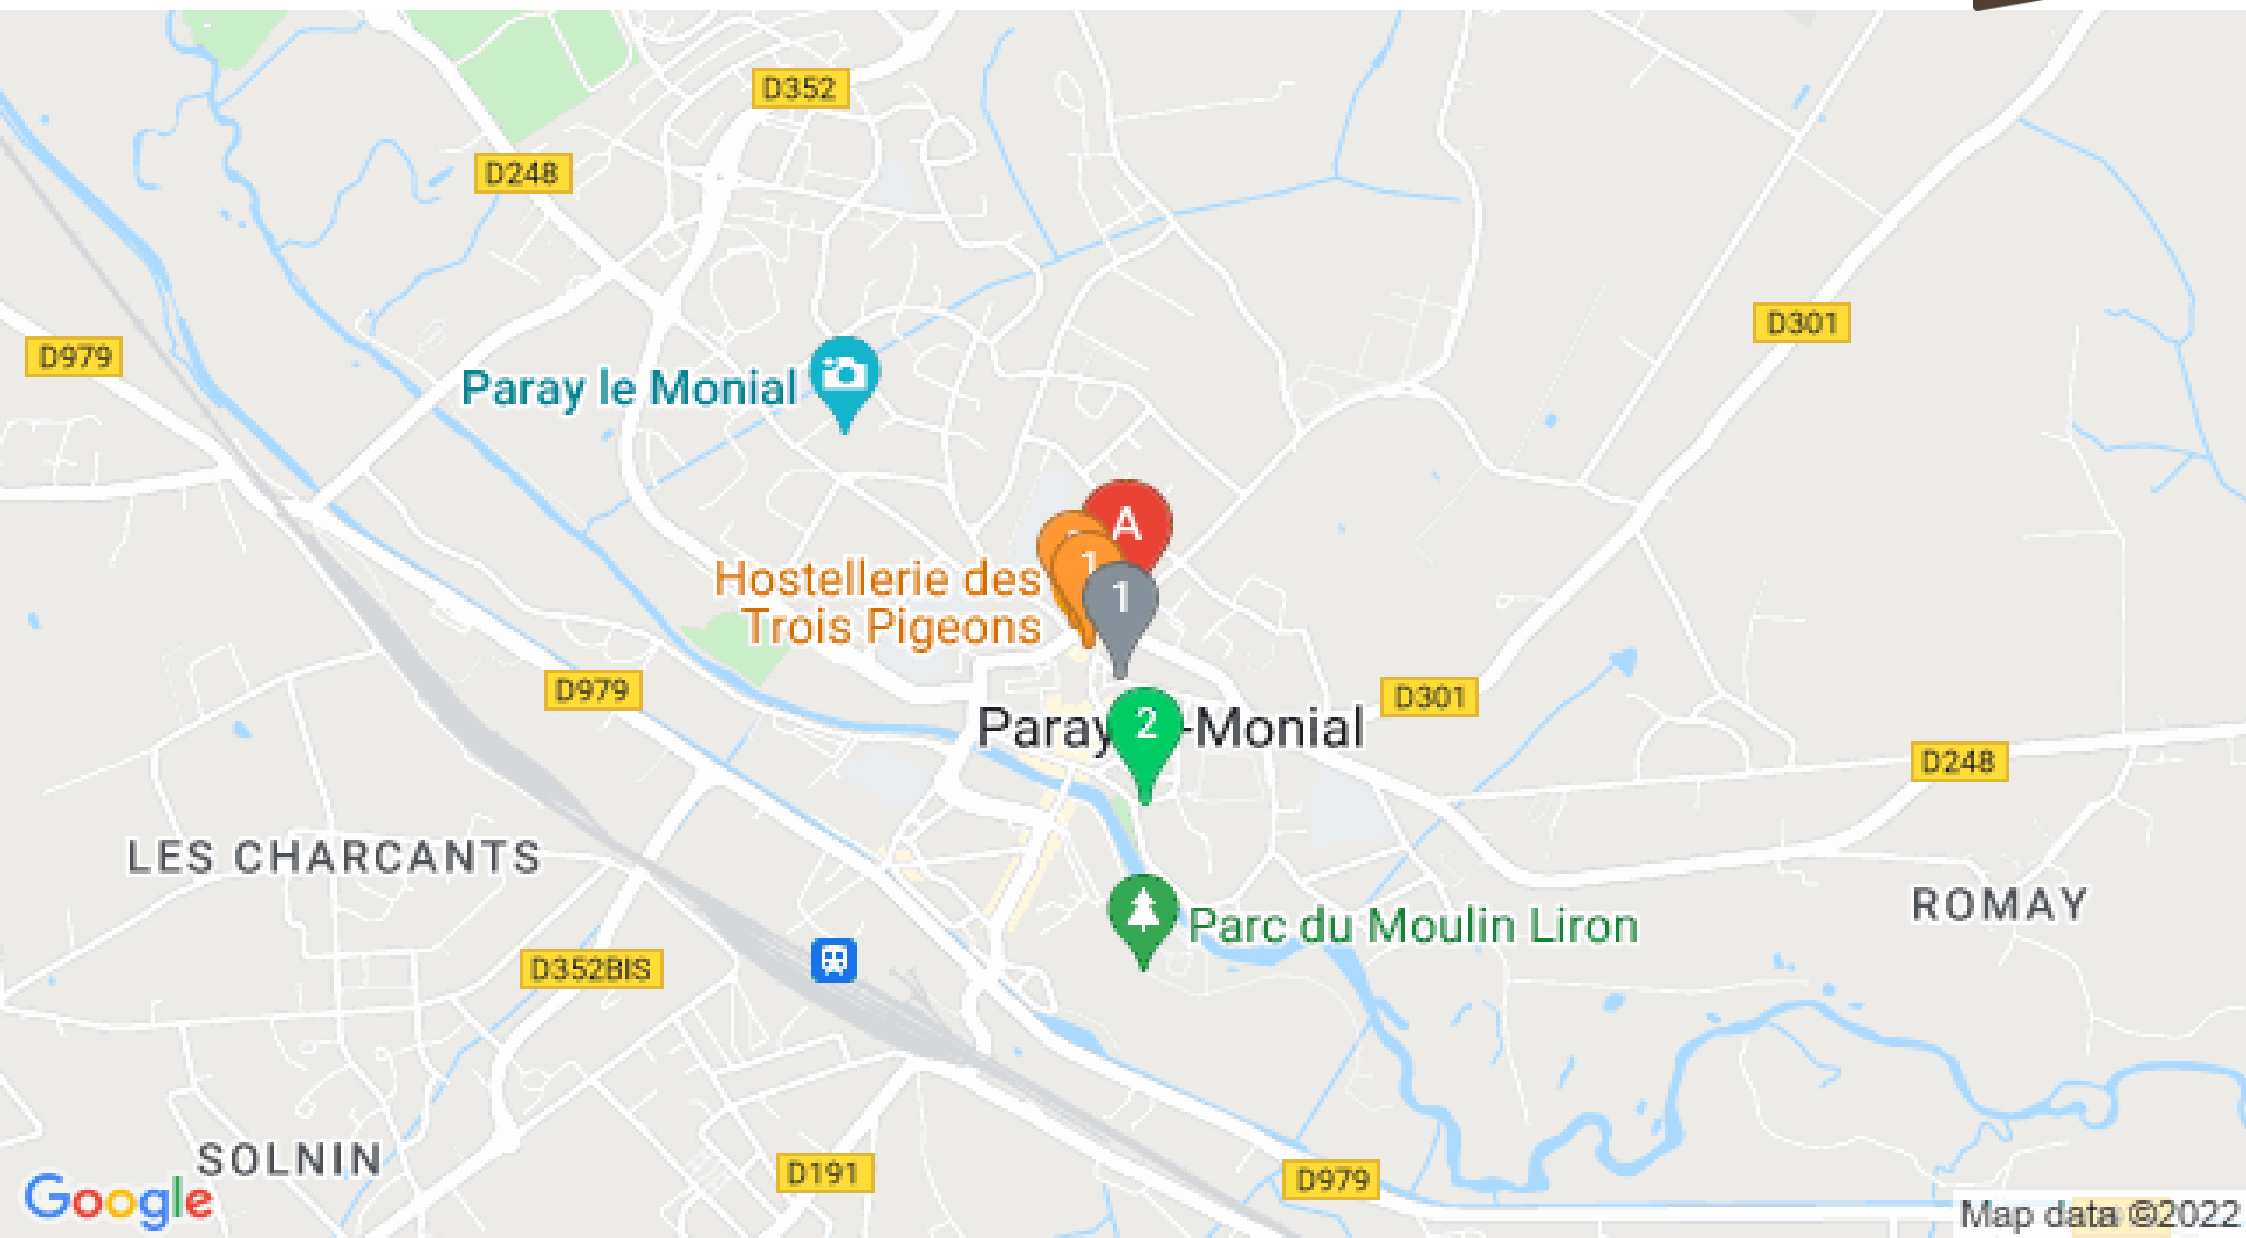 D352
D248
D301
D979
Paray le Monial
A
1
Hostellerie des
Trois Pigeons
1
D979
D301
Paray
2
-Monial
D248
LES CHARCANTS
ROMAY
Parc du Moulin Liron
D352BIS
SOLNIN
D191
D979
Google
Map data ©2022